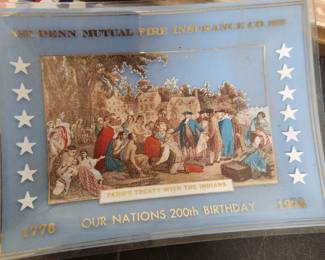 PENN MUTUAL FIRE INSURANCE CO.
PENN'S TREATY WITH THE INDIANS
OUR NATIONS 200th BIRTHDAY
1776 1976